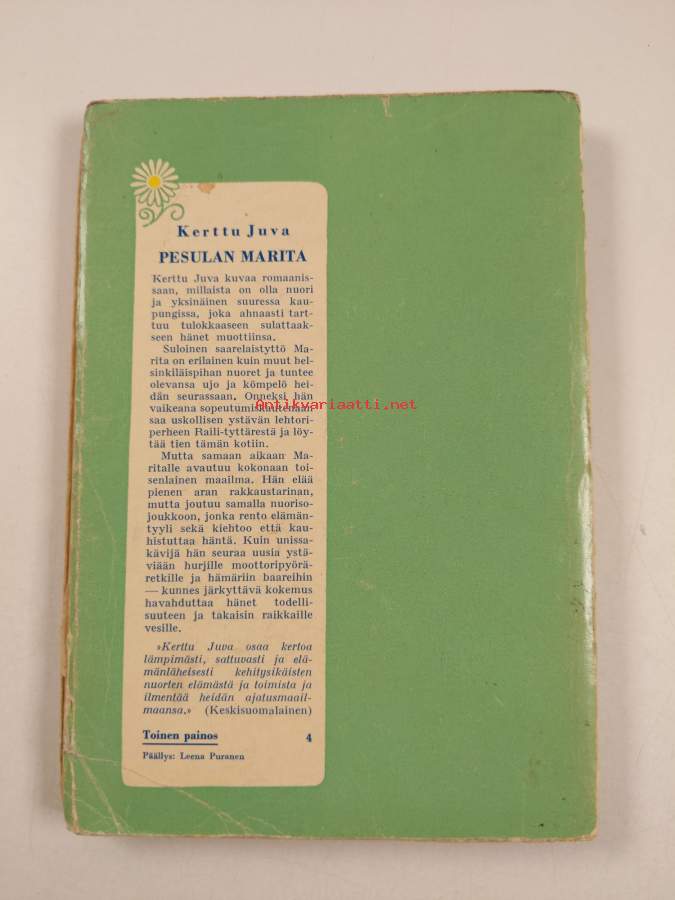 Kerttu Juva
PESULAN MARITA
Kerttu Juva kuvaa romaanis-
saan, millaista on olla nuori
ja yksinäinen suuressa kau-
pungissa, joka ahnaasti tart-
tuu tulokkaaseen sulattaak-
seen hänet muottiinsa.
Suloinen saarelaistyttö Ma-
rita on erilainen kuin muut hel-
sinkiläispihan nuoret ja tuntee
olevansa ujo ja kömpelö hei-
dän seurassaan. Onneksi hän
vaikeana sopeutumiskautenaan
Antikvariaatti.net
saa uskollisen ystävän lehtori-
perheen Raili-tyttärestä ja löy-
tää tien tämän kotiin.
Mutta samaan aikaan Ma-
ritalle avautuu kokonaan toi-
senlainen maailma. Hän elää
pienen aran rakkaustarinan,
mutta joutuu samalla nuoriso-
joukkoon, jonka rento elämän-
tyyli sekä kiehtoo että kau-
histuttaa häntä. Kuin unissa-
kävijä hän seuraa uusia ystä-
viään hurjille moottoripyörä-
retkille ja hämäriin baareihin
— kunnes järkyttävä kokemus
havahduttaa hänet todelli-
suuteen ja takaisin raikkaille
vesille.
»Kerttu Juva osaa kertoa
lämpimästi, sattuvasti ja elä-
mänläheisesti kehitysikäisten
nuorten elämästä ja toimista ja
ilmentää heidän ajatusmaail-
maansa.» (Keskisuomalainen)
Toinen painos 4
Päällys: Leena Puranen